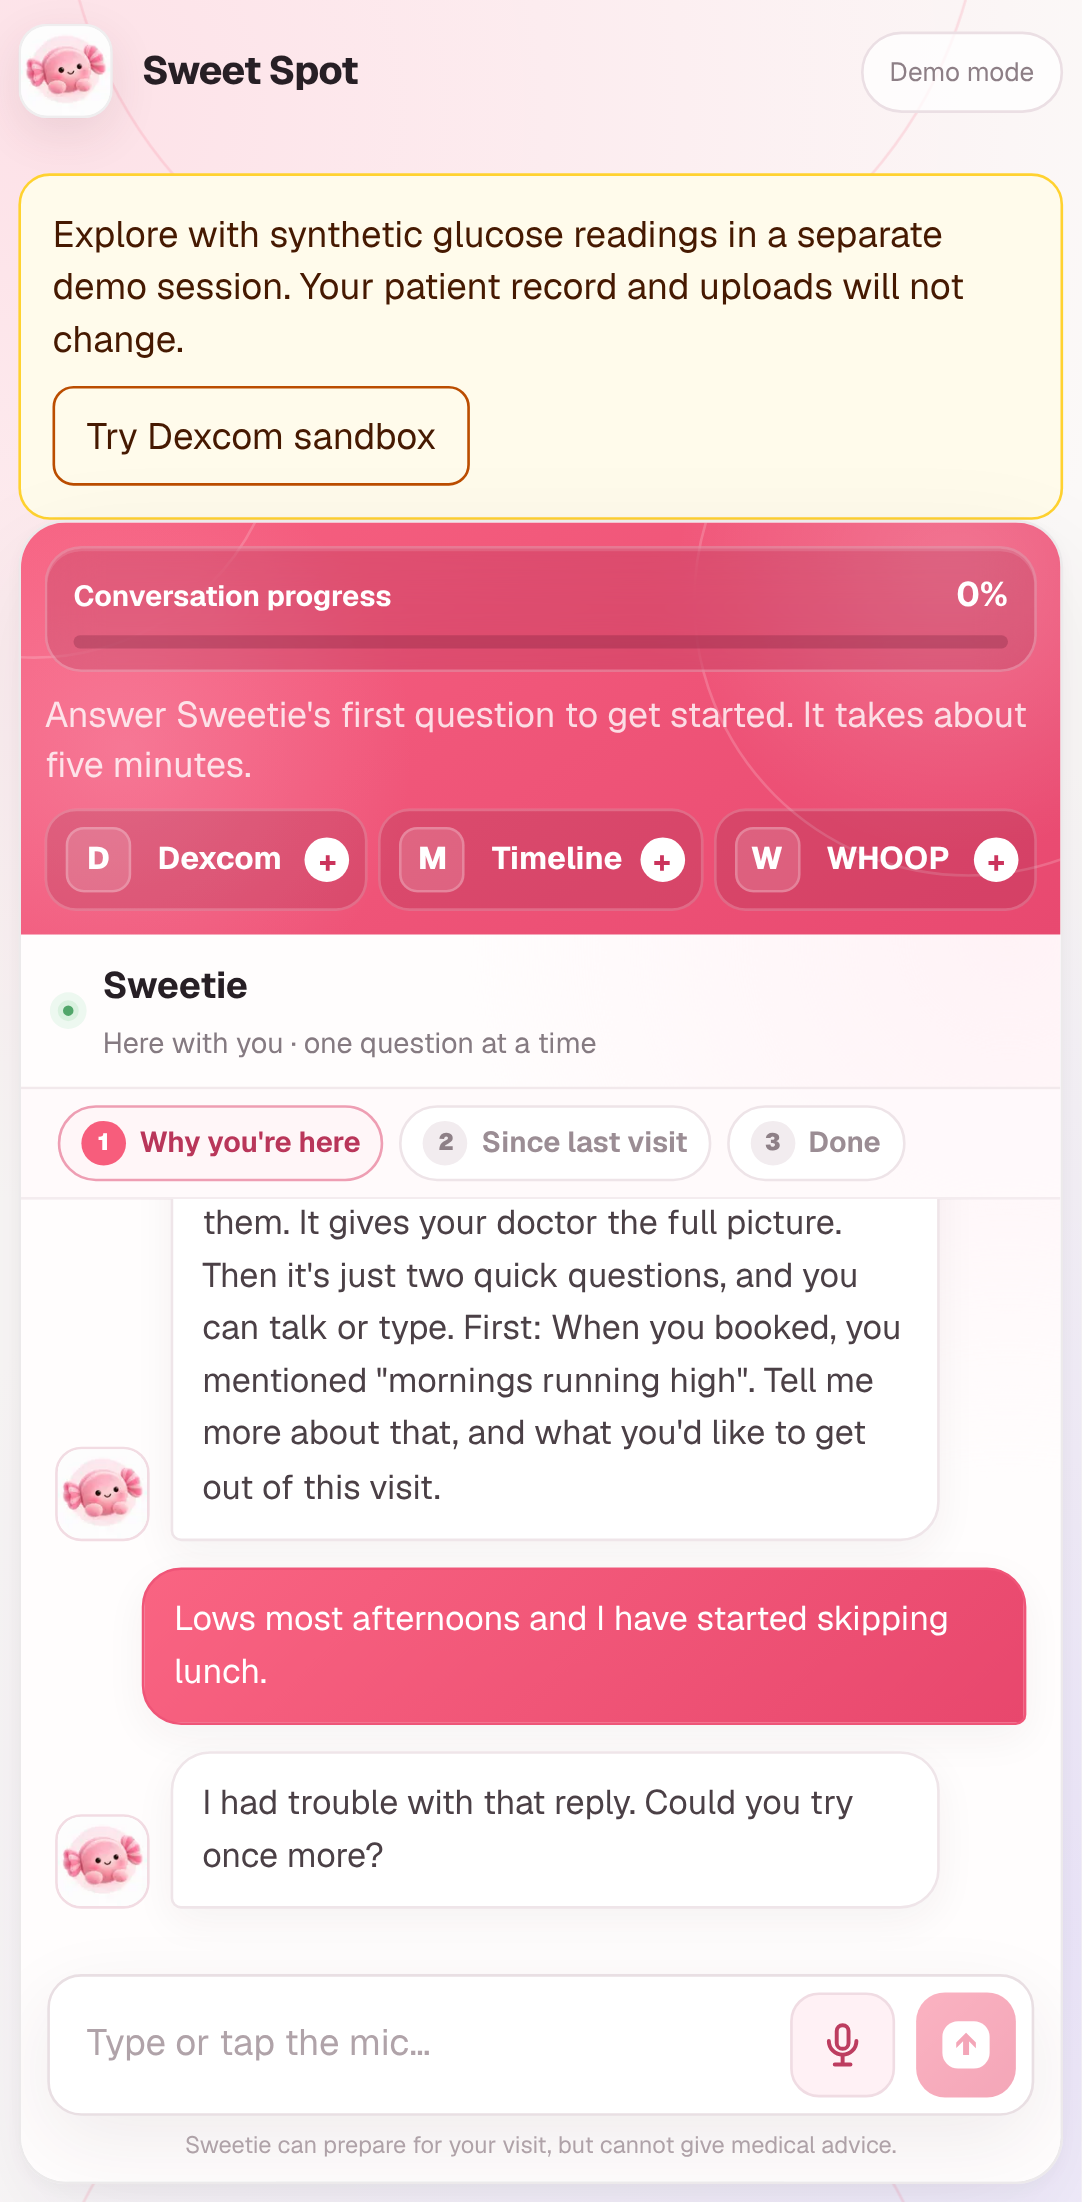 Sweet Spot
Demo mode
Explore with synthetic glucose readings in a separate
demo session. Your patient record and uploads will not
change.
Try Dexcom sandbox
Conversation progress
0%
Answer Sweetie's first question to get started. It takes about
five minutes.
D Dexcom +
M Timeline +
W WHOOP +
Sweetie
Here with you · one question at a time
1 Why you're here
2 Since last visit
3 Done
them. It gives your doctor the full picture.
Then it's just two quick questions, and you
can talk or type. First: When you booked, you
mentioned "mornings running high". Tell me
more about that, and what you'd like to get
out of this visit.
Lows most afternoons and I have started skipping
lunch.
I had trouble with that reply. Could you try
once more?
Type or tap the mic…
Sweetie can prepare for your visit, but cannot give medical advice.